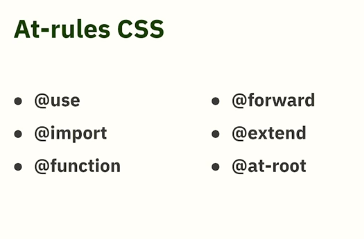 At-rules CSS
@use
@import
@function
@forward
@extend
@at-root